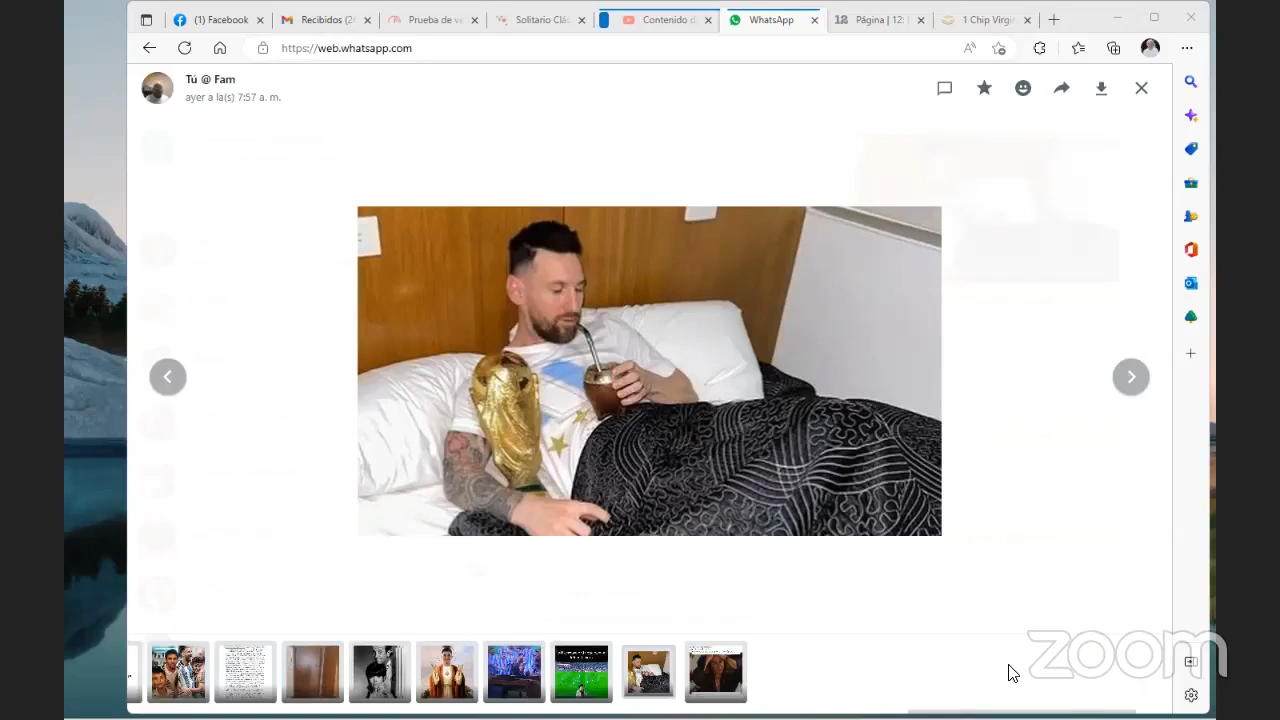 (1) Facebook
Recibidos (2
Prueba de v
Solitario Clá
Contenido d
WhatsApp
12
Página | 12:
1 Chip Virgi
https://web.whatsapp.com
Tú @ Fam
ayer a la(s) 7:57 a. m.
zoom